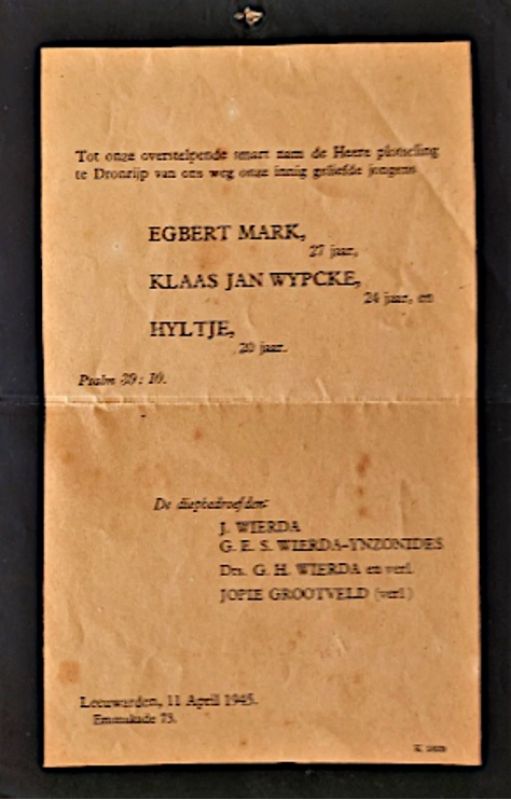 Tot onze overstelpende smart nam de Heere plotseling
te Dronrijp van ons weg onze innig geliefde jongens
EGBERT MARK,
27 jaar,
KLAAS JAN WYPCKE,
24 jaar, en
HYLTJE,
20 jaar.
Psalm 39 : 10.
De diepbedroefden:
J. WIERDA
G. E. S. WIERDA-YNZONIDES
Drs. G. H. WIERDA en verl.
JOPIE GROOTVELD (verl.)
Leeuwarden, 11 April 1945.
Emmakade 73.
K